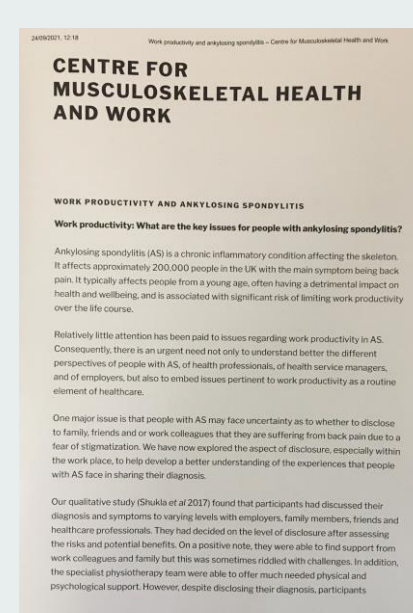 24/09/2021, 12:18
Work productivity and ankylosing spondylitis – Centre for Musculoskeletal Health and Work
CENTRE FOR
MUSCULOSKELETAL HEALTH
AND WORK
WORK PRODUCTIVITY AND ANKYLOSING SPONDYLITIS
Work productivity: What are the key issues for people with ankylosing spondylitis?
Ankylosing spondylitis (AS) is a chronic inflammatory condition affecting the skeleton.
It affects approximately 200,000 people in the UK with the main symptom being back
pain. It typically affects people from a young age, often having a detrimental impact on
health and wellbeing, and is associated with significant risk of limiting work productivity
over the life course.
Relatively little attention has been paid to issues regarding work productivity in AS.
Consequently, there is an urgent need not only to understand better the different
perspectives of people with AS, of health professionals, of health service managers,
and of employers, but also to embed issues pertinent to work productivity as a routine
element of healthcare.
One major issue is that people with AS may face uncertainty as to whether to disclose
to family, friends and or work colleagues that they are suffering from back pain due to a
fear of stigmatization. We have now explored the aspect of disclosure, especially within
the work place, to help develop a better understanding of the experiences that people
with AS face in sharing their diagnosis.
Our qualitative study (Shukla et al 2017) found that participants had discussed their
diagnosis and symptoms to varying levels with employers, family members, friends and
healthcare professionals. They had decided on the level of disclosure after assessing
the risks and potential benefits. On a positive note, they were able to find support from
work colleagues and family but this was sometimes riddled with challenges. In addition,
the specialist physiotherapy team were able to offer much needed physical and
psychological support. However, despite disclosing their diagnosis, participants